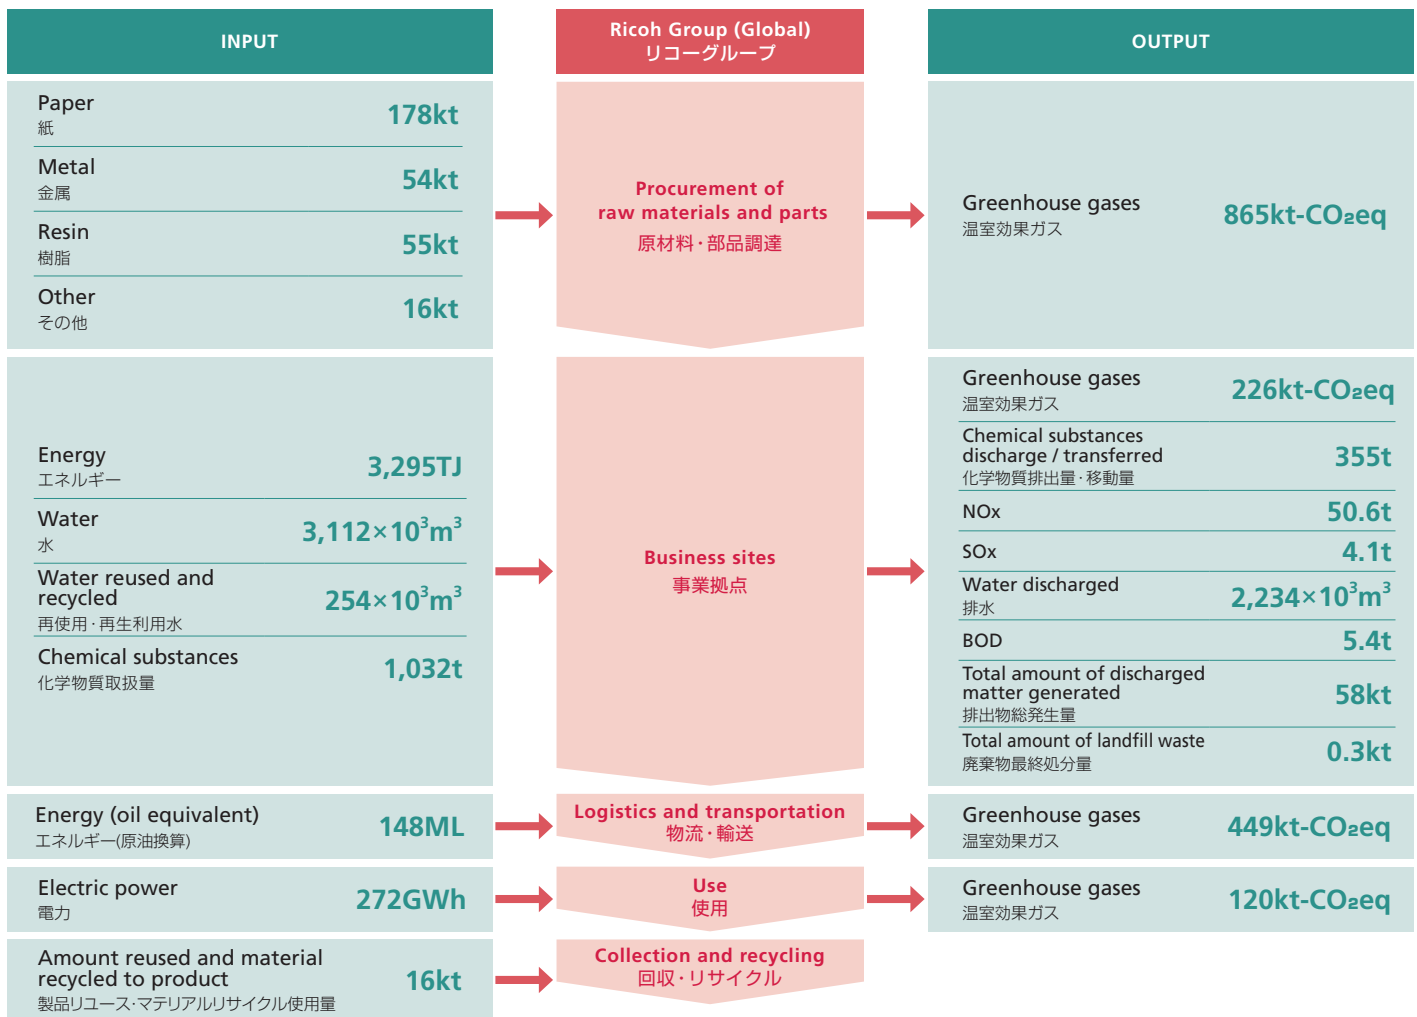 INPUT
Ricoh Group (Global)
リコーグループ
OUTPUT
Paper
紙
178kt
Metal
金属
54kt
Resin
樹脂
55kt
Other
その他
16kt
Procurement of
raw materials and parts
原材料・部品調達
Greenhouse gases
温室効果ガス
865kt-CO₂eq
Energy
エネルギー
3,295TJ
Water
水
3,112×10³m³
Water reused and
recycled
再使用・再生利用水
254×10³m³
Chemical substances
化学物質取扱量
1,032t
Business sites
事業拠点
Greenhouse gases
温室効果ガス
226kt-CO₂eq
Chemical substances
discharge / transferred
化学物質排出量・移動量
355t
NOx
50.6t
SOx
4.1t
Water discharged
排水
2,234×10³m³
BOD
5.4t
Total amount of discharged
matter generated
排出物総発生量
58kt
Total amount of landfill waste
廃棄物最終処分量
0.3kt
Energy (oil equivalent)
エネルギー(原油換算)
148ML
Logistics and transportation
物流・輸送
Greenhouse gases
温室効果ガス
449kt-CO₂eq
Electric power
電力
272GWh
Use
使用
Greenhouse gases
温室効果ガス
120kt-CO₂eq
Amount reused and material
recycled to product
製品リユース・マテリアルリサイクル使用量
16kt
Collection and recycling
回収・リサイクル